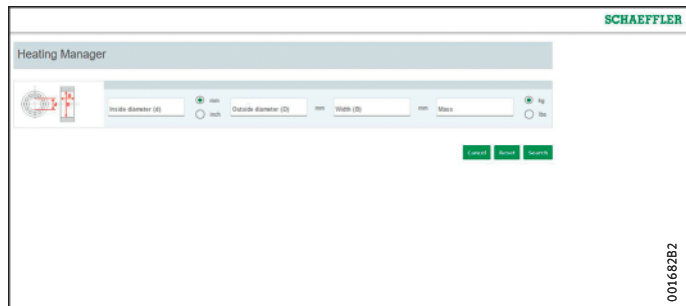 SCHAEFFLER
Heating Manager
Inside diameter (d)
mm
inch
Outside diameter (D)
mm
Width (B)
mm
Mass
kg
lbs
Cancel Reset Search
001682B2